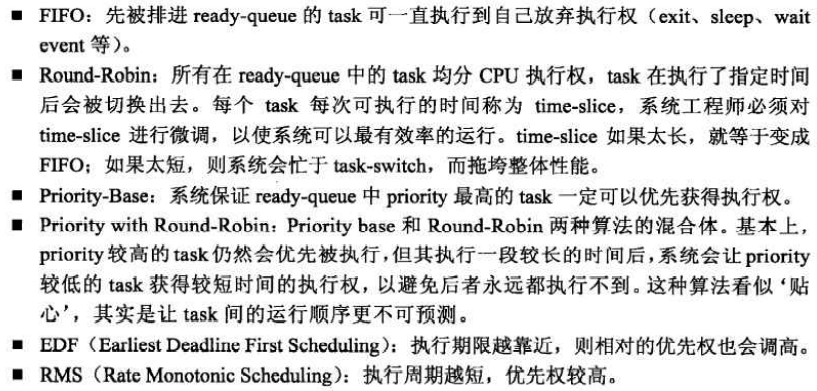 ■ FIFO：先被排进 ready-queue 的 task 可一直执行到自己放弃执行权（exit、sleep、wait
event 等）。
■ Round-Robin：所有在 ready-queue 中的 task 均分 CPU 执行权，task 在执行了指定时间
后会被切换出去。每个 task 每次可执行的时间称为 time-slice，系统工程师必须对
time-slice 进行微调，以使系统可以最有效率的运行。time-slice 如果太长，就等于变成
FIFO；如果太短，则系统会忙于 task-switch，而拖垮整体性能。
■ Priority-Base：系统保证 ready-queue 中 priority 最高的 task 一定可以优先获得执行权。
■ Priority with Round-Robin：Priority base 和 Round-Robin 两种算法的混合体。基本上，
priority 较高的 task 仍然会优先被执行，但其执行一段较长的时间后，系统会让 priority
较低的 task 获得较短时间的执行权，以避免后者永远都执行不到。这种算法看似‘贴
心’，其实是让 task 间的运行顺序更不可预测。
■ EDF（Earliest Deadline First Scheduling）：执行期限越靠近，则相对的优先权也会调高。
■ RMS（Rate Monotonic Scheduling）：执行周期越短，优先权较高。